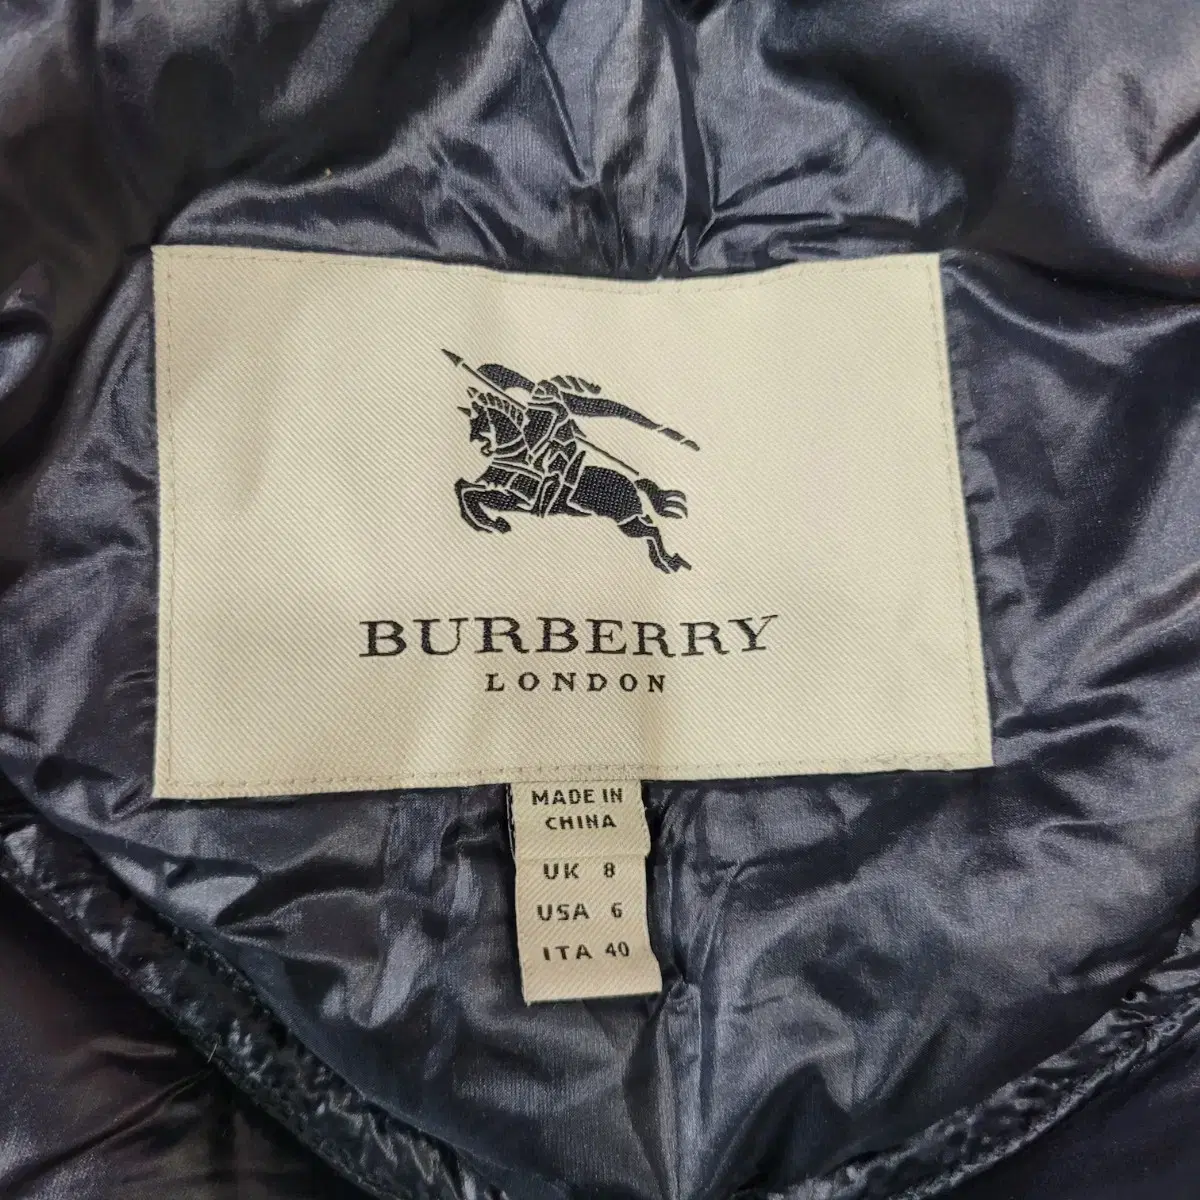 BURBERRY
LONDON
MADE IN
CHINA
UK 8
USA 6
ITA 40